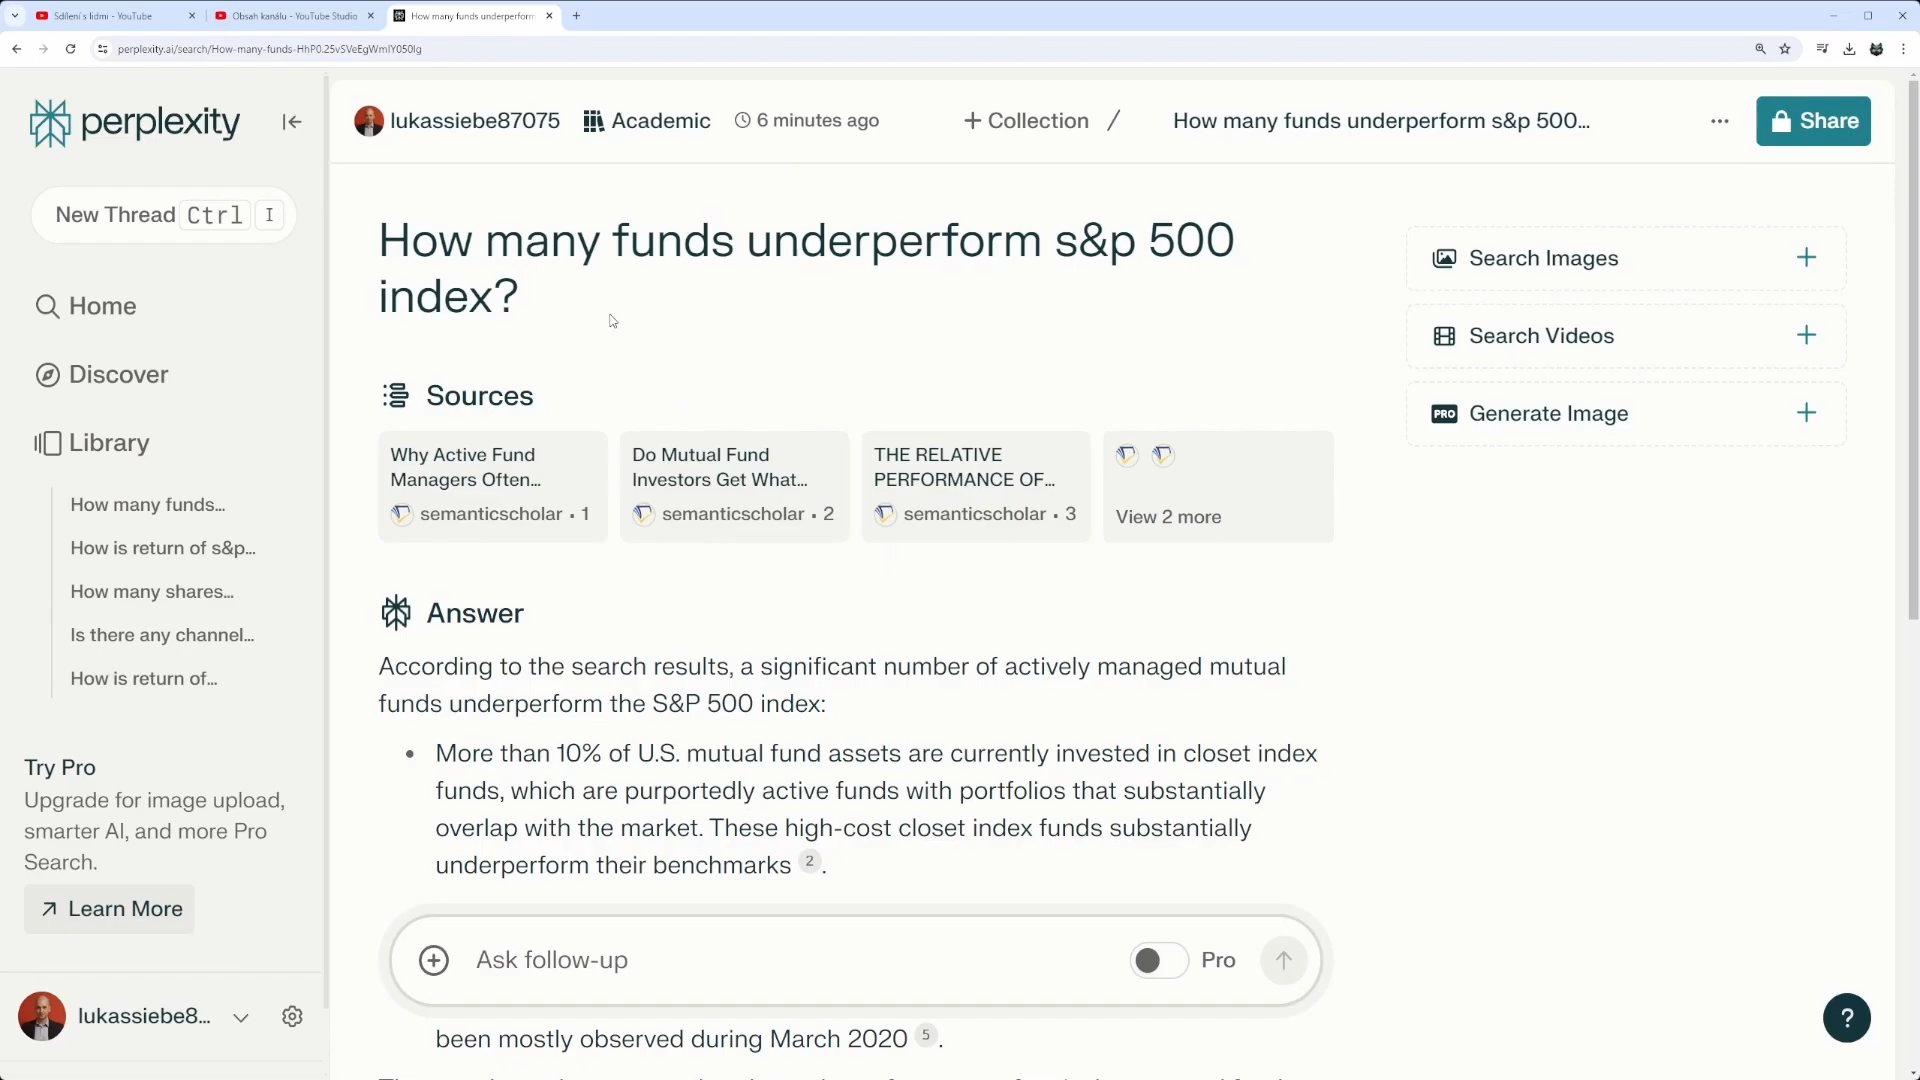 Sdílení s lidmi - YouTube
Obsah kanálu - YouTube Studio
How many funds underperform
perplexity.ai/search/How-many-funds-HhP0.25vSVeEgWmlY050Ig
perplexity
New Thread Ctrl I
Home
Discover
Library
How many funds...
How is return of s&p...
How many shares...
Is there any channel...
How is return of...
Try Pro
Upgrade for image upload,
smarter AI, and more Pro
Search.
Learn More
lukassiebe8...
lukassiebe87075 Academic 6 minutes ago + Collection / How many funds underperform s&p 500... Share
How many funds underperform s&p 500
index?
Sources
Why Active Fund
Managers Often...
semanticscholar · 1
Do Mutual Fund
Investors Get What...
semanticscholar · 2
THE RELATIVE
PERFORMANCE OF...
semanticscholar · 3
View 2 more
Answer
According to the search results, a significant number of actively managed mutual
funds underperform the S&P 500 index:
• More than 10% of U.S. mutual fund assets are currently invested in closet index
funds, which are purportedly active funds with portfolios that substantially
overlap with the market. These high-cost closet index funds substantially
underperform their benchmarks 2 .
Ask follow-up Pro
been mostly observed during March 2020 5 .
Search Images
Search Videos
PRO Generate Image
?